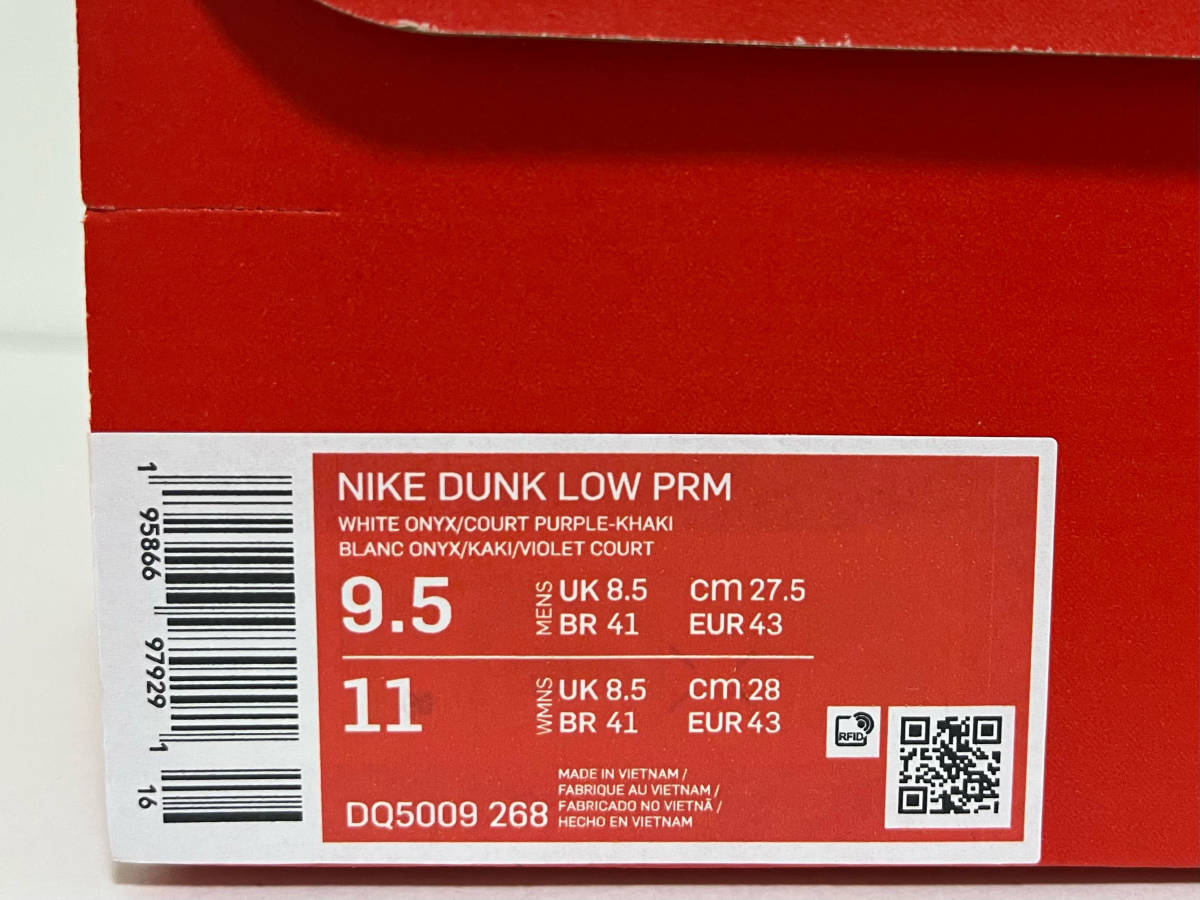 1
95866
97929
1
16
NIKE DUNK LOW PRM
WHITE ONYX/COURT PURPLE-KHAKI
BLANC ONYX/KAKI/VIOLET COURT
9.5 MENS UK 8.5 cm 27.5
BR 41 EUR 43
11 WMNS UK 8.5 cm 28
BR 41 EUR 43
RFID
DQ5009 268
MADE IN VIETNAM /
FABRIQUE AU VIETNAM /
FABRICADO NO VIETNÃ /
HECHO EN VIETNAM